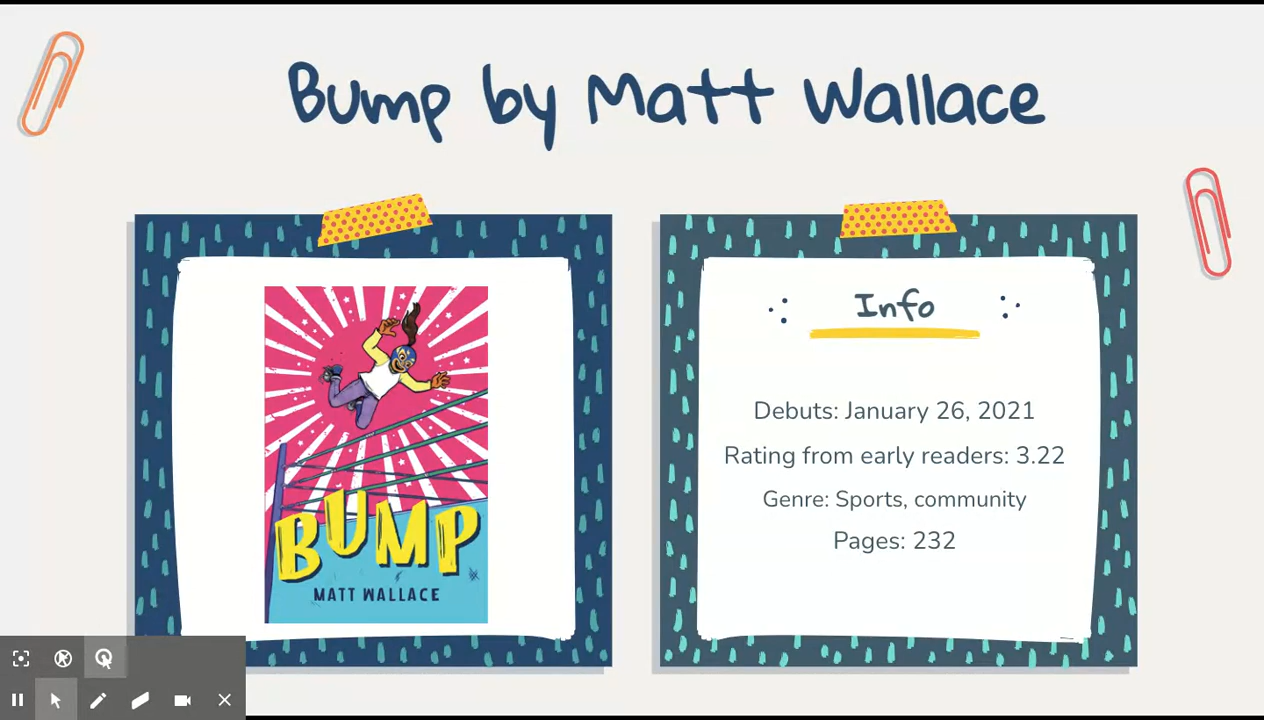 Bump by Matt Wallace
BUMP
MATT WALLACE
Info
Debuts: January 26, 2021
Rating from early readers: 3.22
Genre: Sports, community
Pages: 232